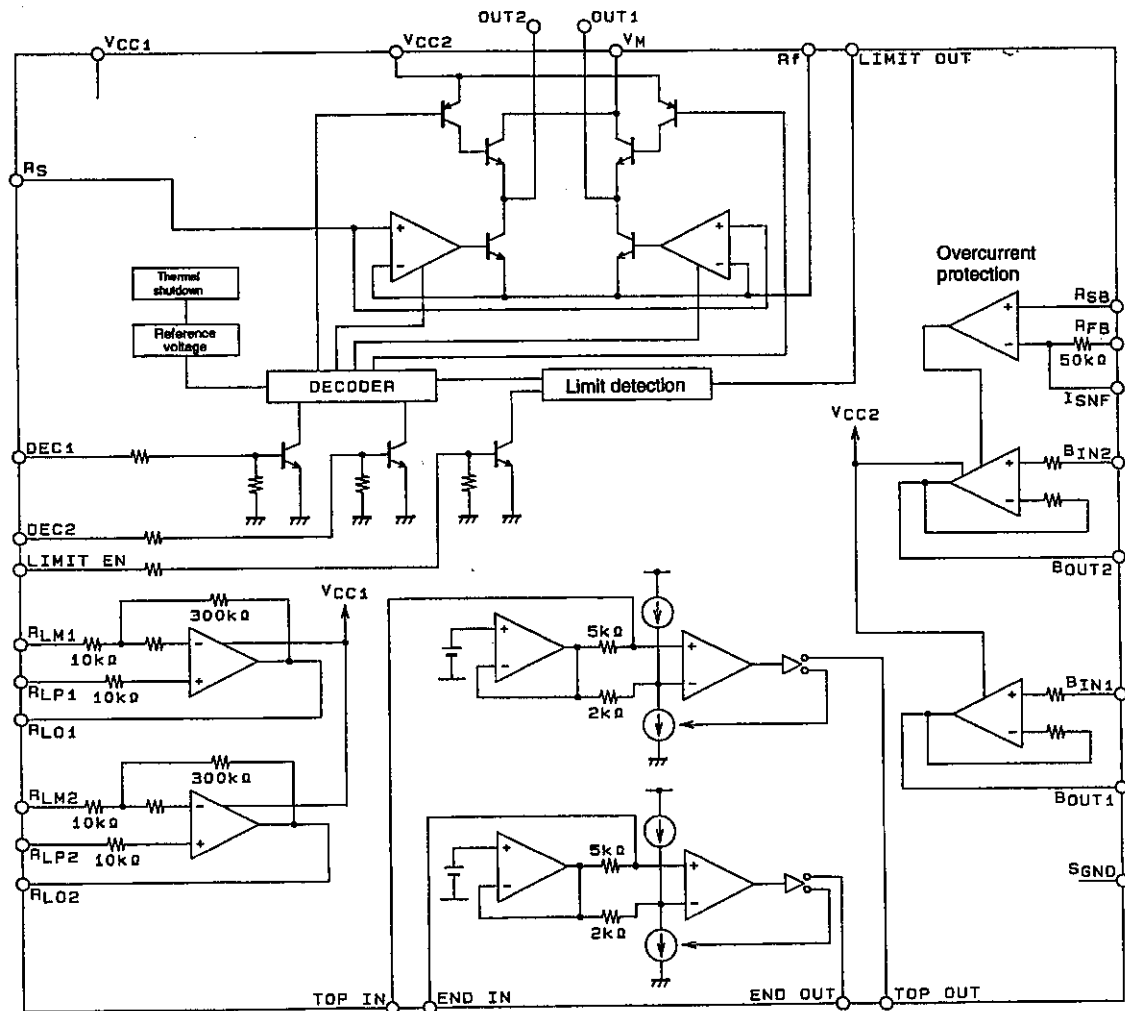 OUT2 OUT1
VCC1 VCC2 VM Rf LIMIT OUT
RS
Thermal shutdown
Reference voltage
DECODER
Limit detection
Overcurrent protection
RSB
RFB
50kΩ
ISNF
VCC2
DEC1
BIN2
DEC2
LIMIT EN
BOUT2
VCC1
300kΩ
RLM1
10kΩ
RLP1
10kΩ
RLO1
5kΩ
2kΩ
BIN1
BOUT1
300kΩ
RLM2
10kΩ
RLP2
10kΩ
RLO2
5kΩ
2kΩ
SGND
TOP IN END IN END OUT TOP OUT
+
-
+
-
+
-
+
-
-
+
-
+
+
-
+
-
+
-
+
-
+
-